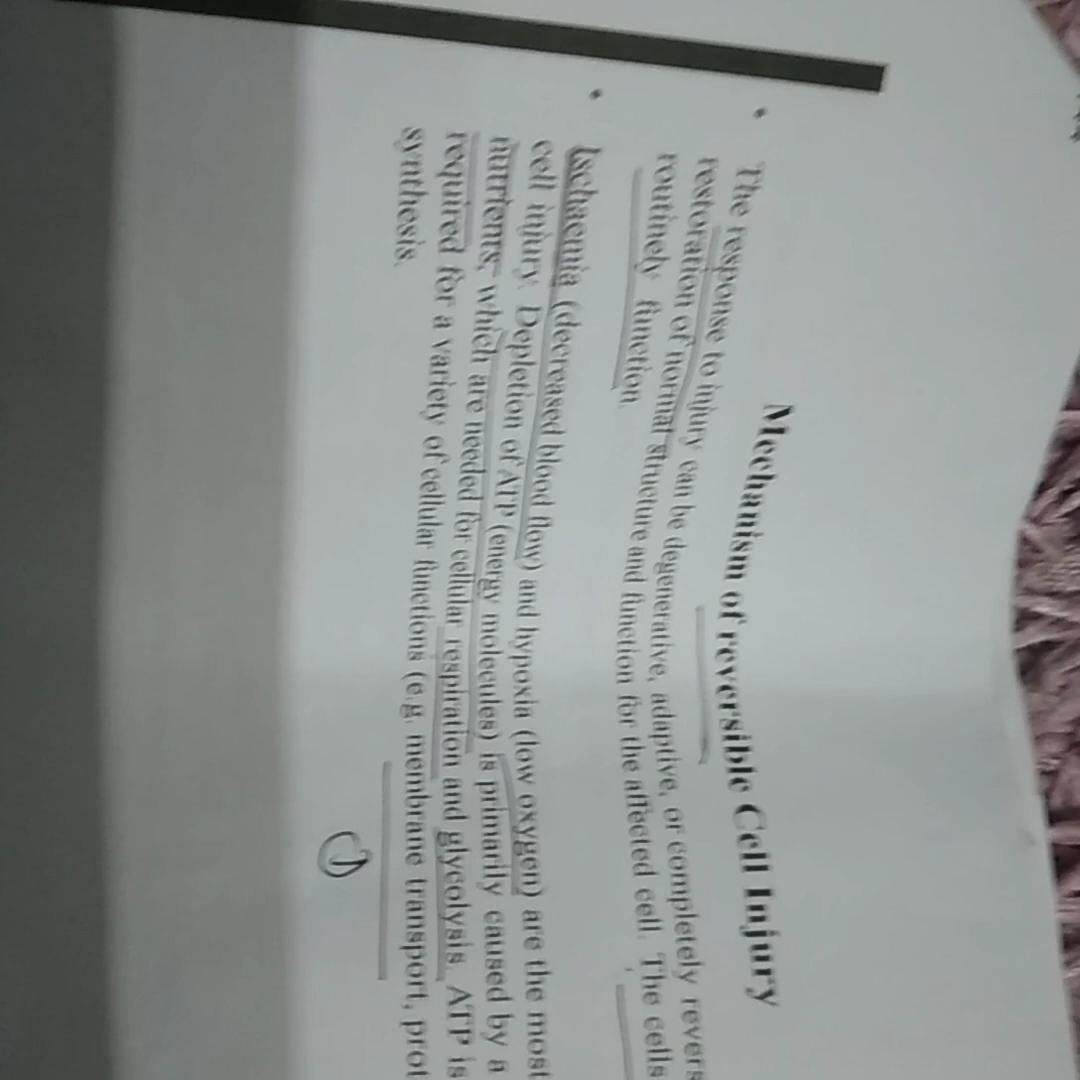 Mechanism of reversible Cell Injury
• The response to injury can be degenerative, adaptive, or completely revers
restoration of normal structure and function for the affected cell. The cells
routinely function.
• Ischaemia (decreased blood flow) and hypoxia (low oxygen) are the most
cell injury. Depletion of ATP (energy molecules) is primarily caused by a
nutrients, which are needed for cellular respiration and glycolysis. ATP is
required for a variety of cellular functions (e.g. membrane transport, prot
synthesis.
1